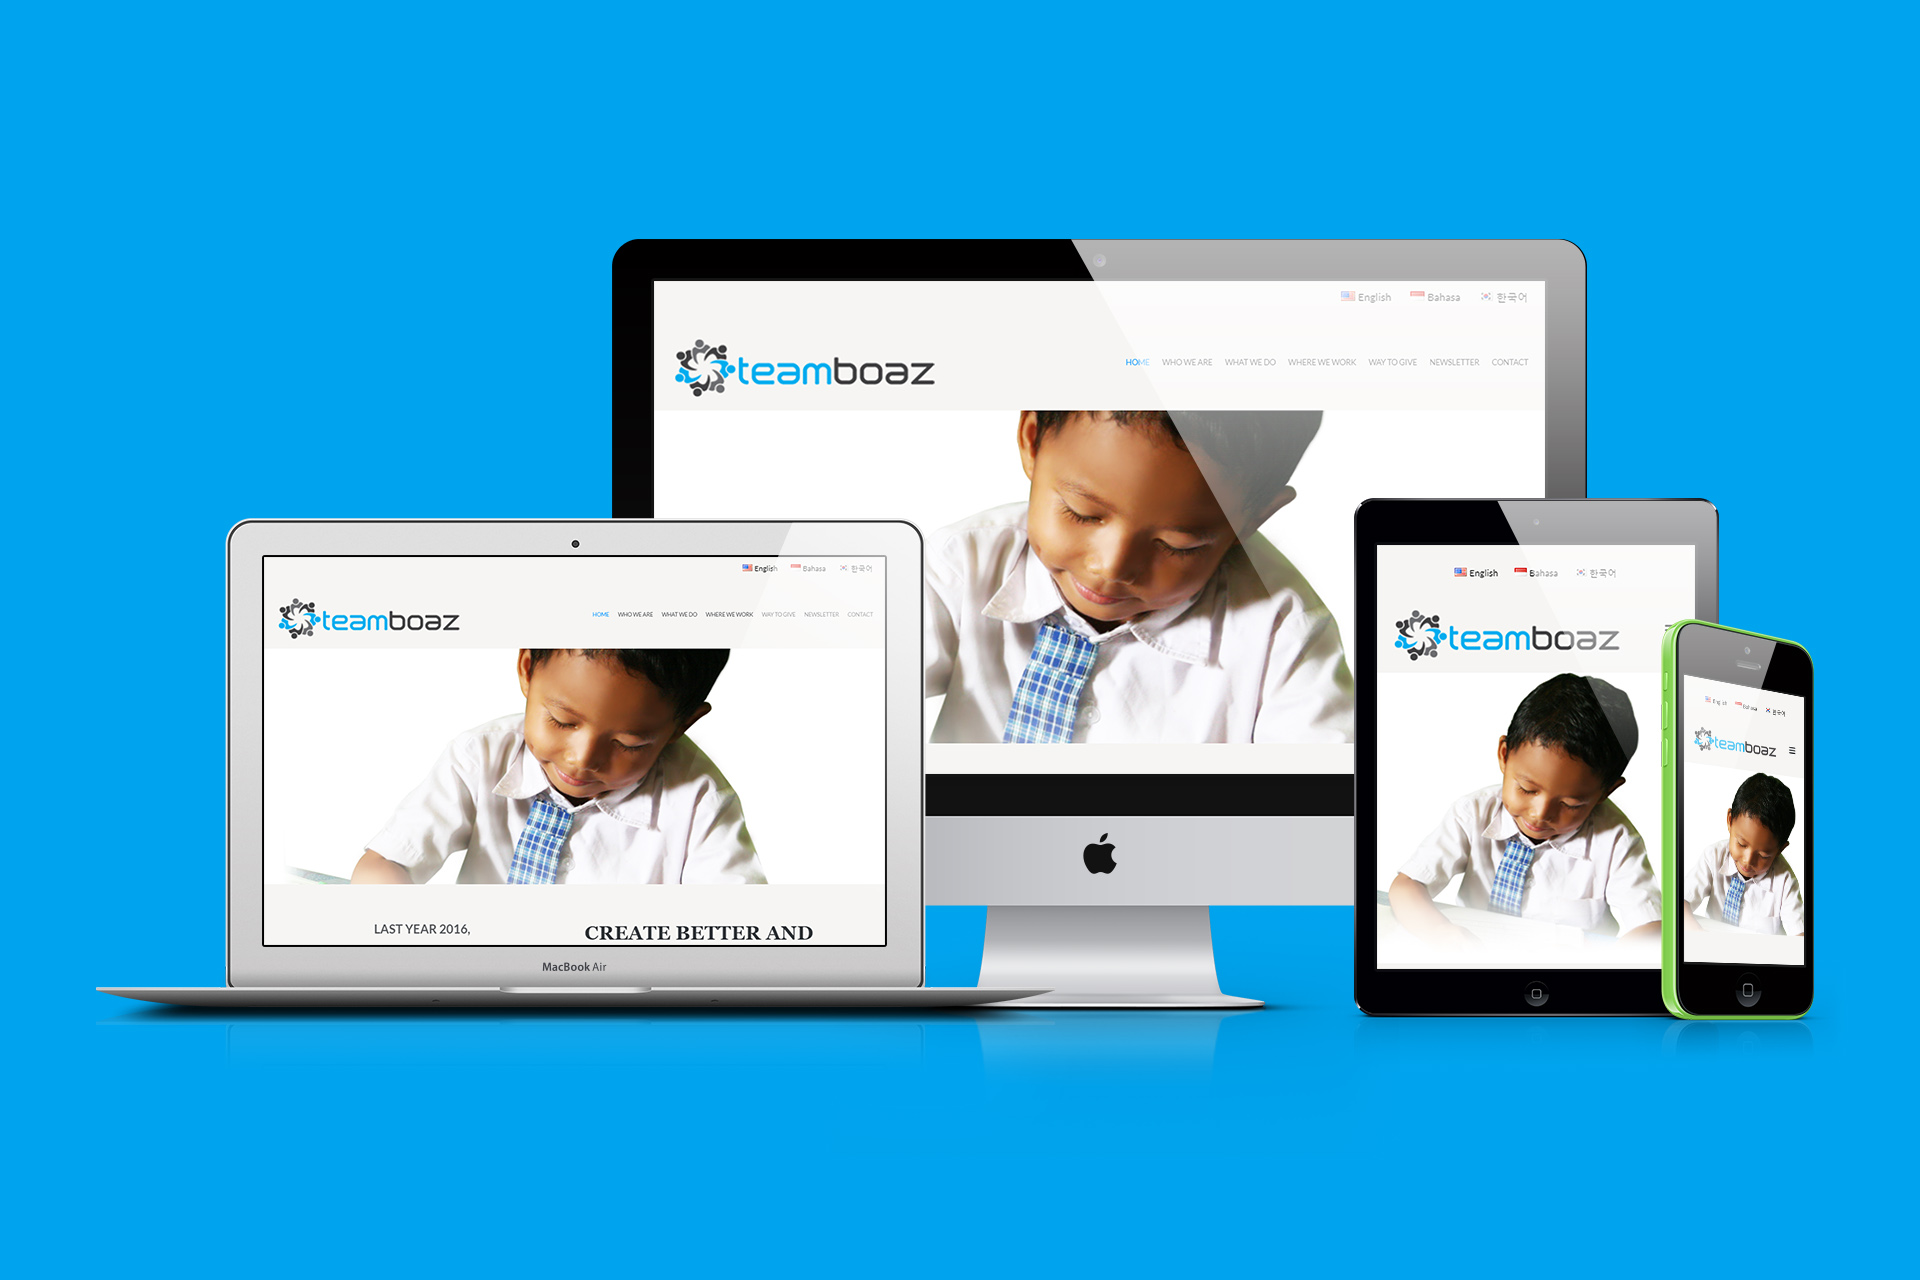 English Bahasa 한국어
teamboaz
HOME WHO WE ARE WHAT WE DO WHERE WE WORK WAY TO GIVE NEWSLETTER CONTACT
English Bahasa 한국어
teamboaz
HOME WHO WE ARE WHAT WE DO WHERE WE WORK WAY TO GIVE NEWSLETTER CONTACT
LAST YEAR 2016,
CREATE BETTER AND
MacBook Air
English Bahasa 한국어
teamboaz
English Bahasa 한국어
teamboaz